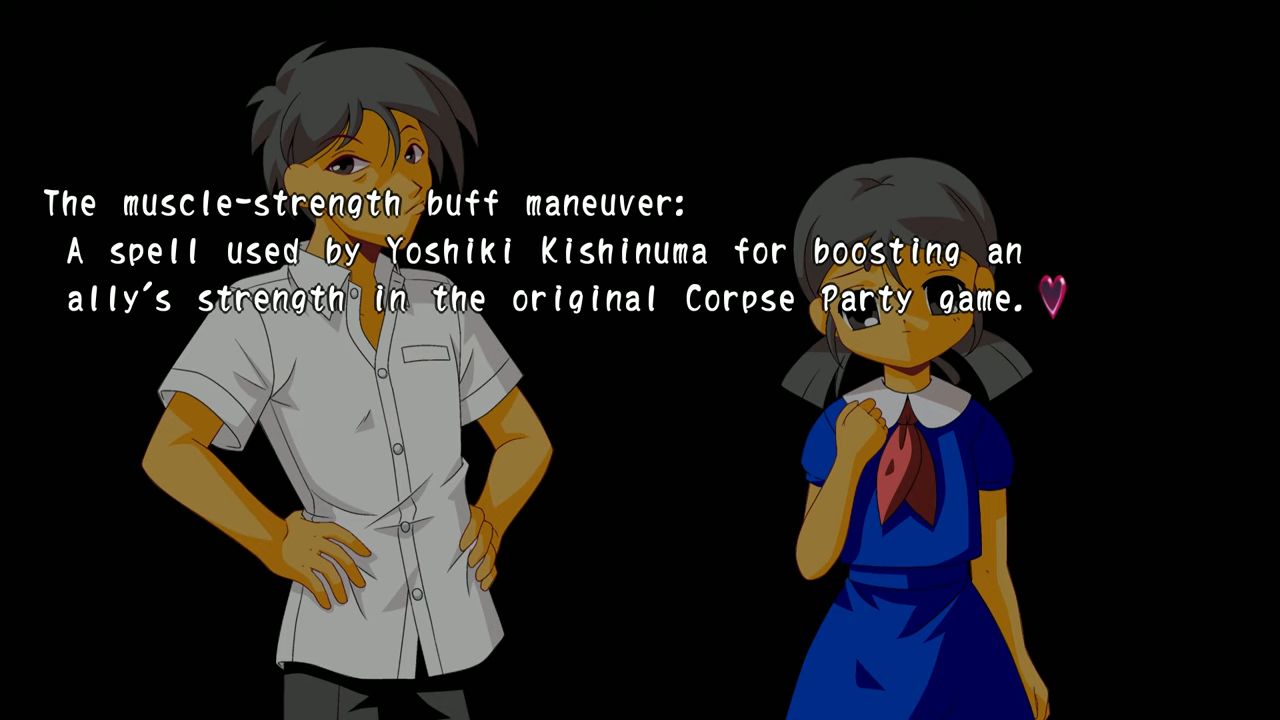 The muscle-strength buff maneuver:
A spell used by Yoshiki Kishinuma for boosting an
ally's strength in the original Corpse Party game.